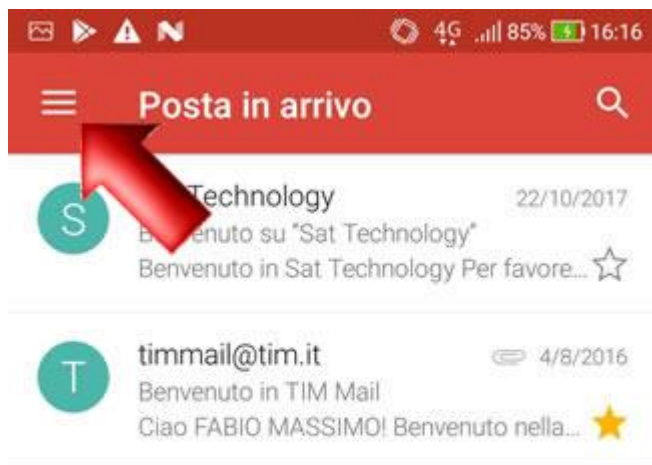 4G 85% 16:16
Posta in arrivo
S Technology 22/10/2017
su "Sat Technology"
Benvenuto in Sat Technology Per favore...
T timmail@tim.it 4/8/2016
Benvenuto in TIM Mail
Ciao FABIO MASSIMO! Benvenuto nella...